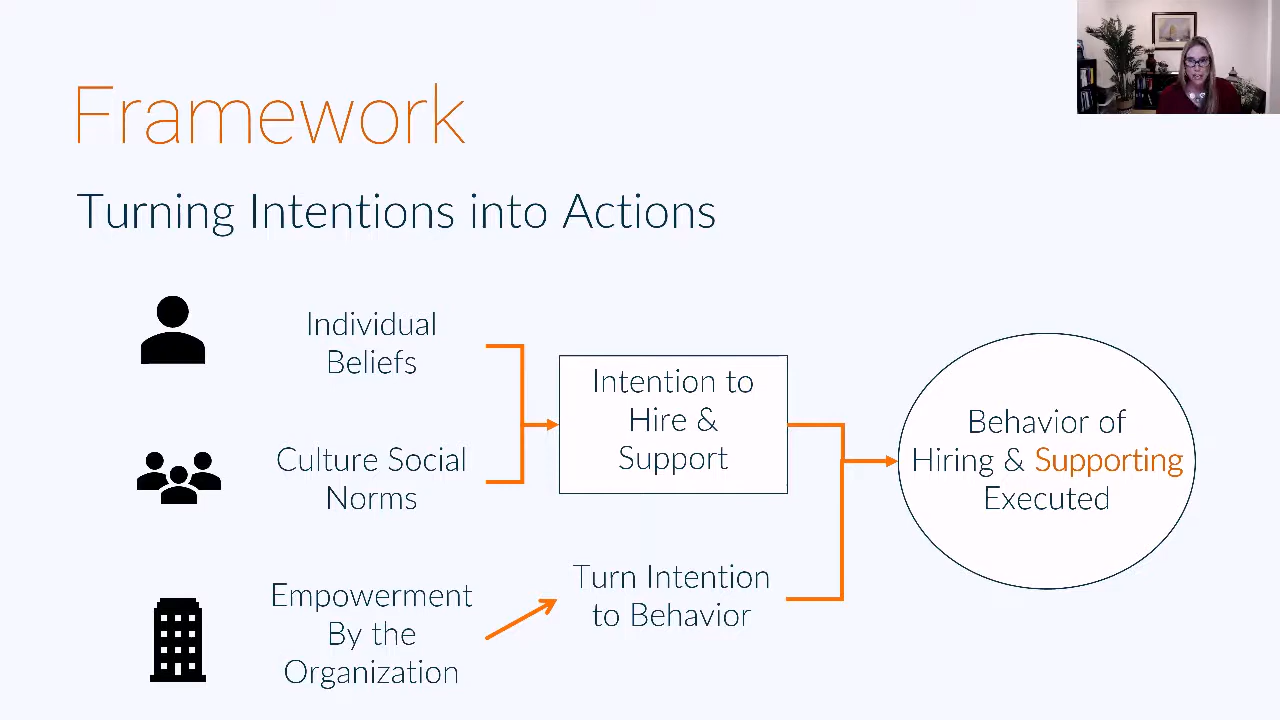 Framework
Turning Intentions into Actions
Individual
Beliefs
Culture Social
Norms
Empowerment
By the
Organization
Intention to
Hire &
Support
Turn Intention
to Behavior
Behavior of
Hiring & Supporting
Executed